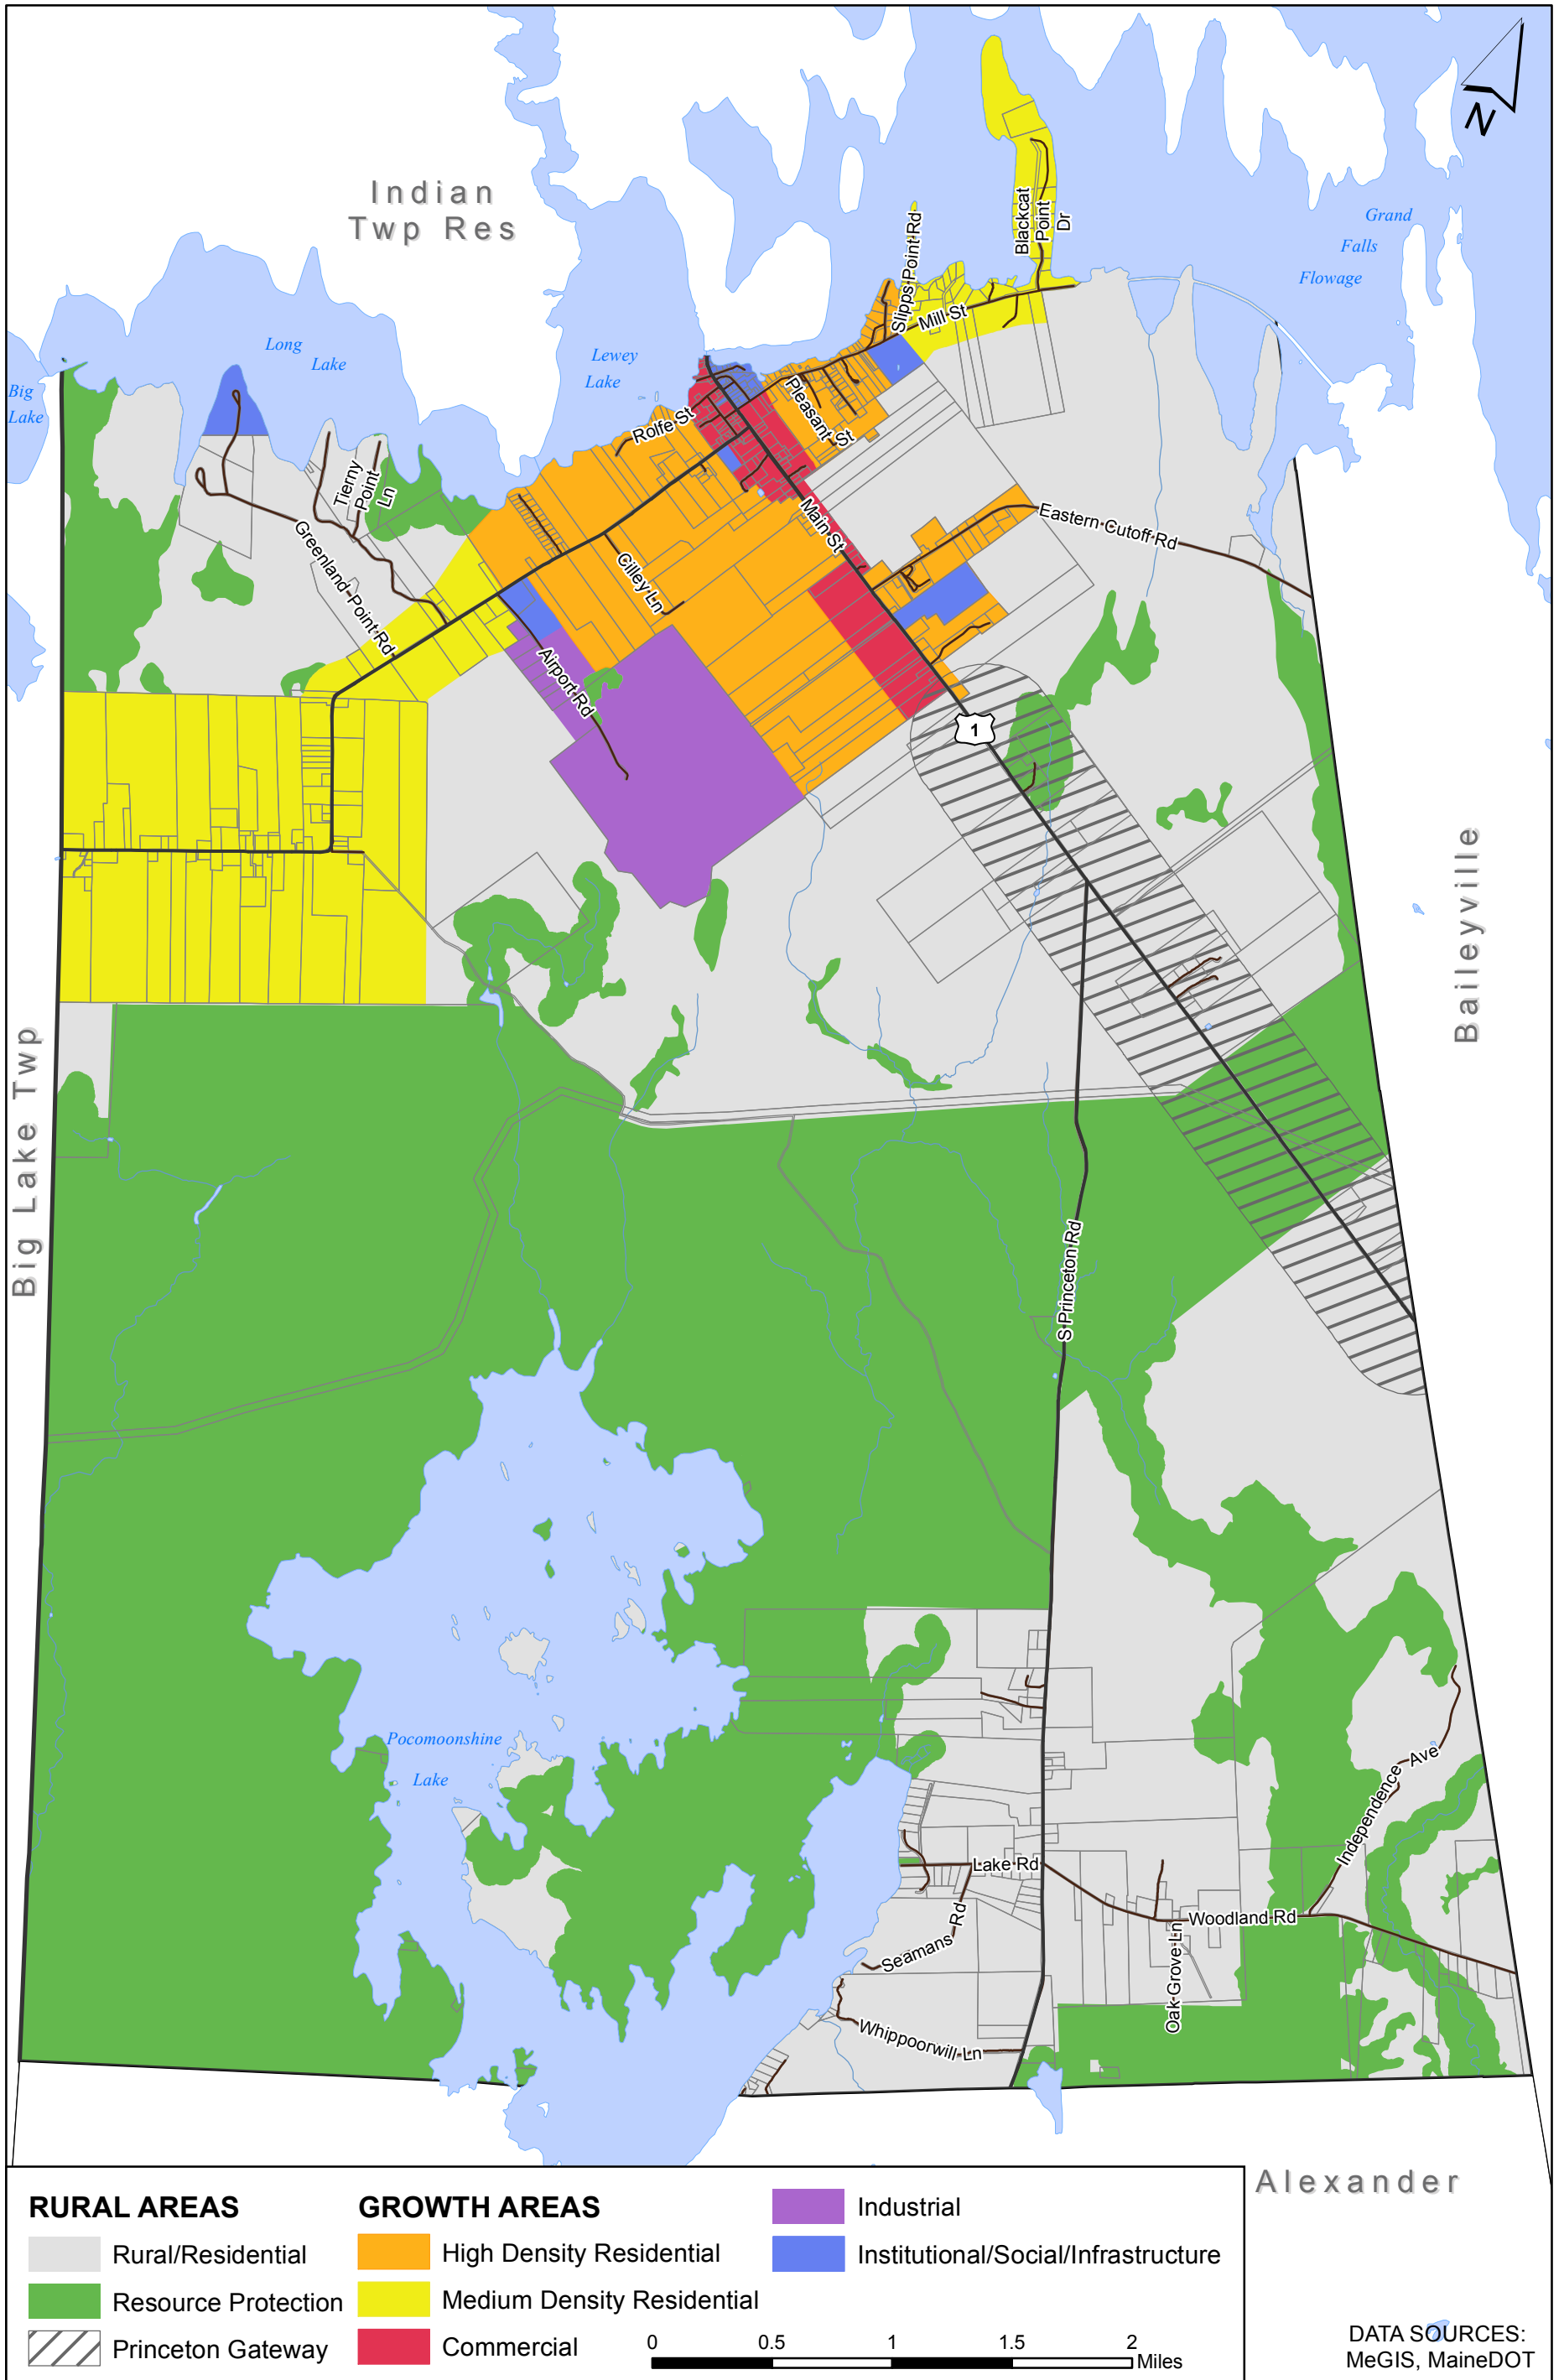 N
Indian
Twp Res
Blackcat
Point
Dr
Grand
Falls
Flowage
Slipps Point Rd
Mill St
Long
Lake
Lewey
Lake
Big
Lake
Pleasant St
Rolfe St
Tierny
Point
Ln
Main St
Eastern Cutoff Rd
Greenland Point Rd
Cilley Ln
Airport Rd
1
Baileyville
Big Lake Twp
S Princeton Rd
Pocomoonshine
Lake
Independence Ave
Lake Rd
Woodland Rd
Seamans Rd
Oak Grove Ln
Whippoorwill Ln
Alexander
RURAL AREAS
Rural/Residential
Resource Protection
Princeton Gateway
GROWTH AREAS
High Density Residential
Medium Density Residential
Commercial
Industrial
Institutional/Social/Infrastructure
0 0.5 1 1.5 2
Miles
DATA SOURCES:
MeGIS, MaineDOT